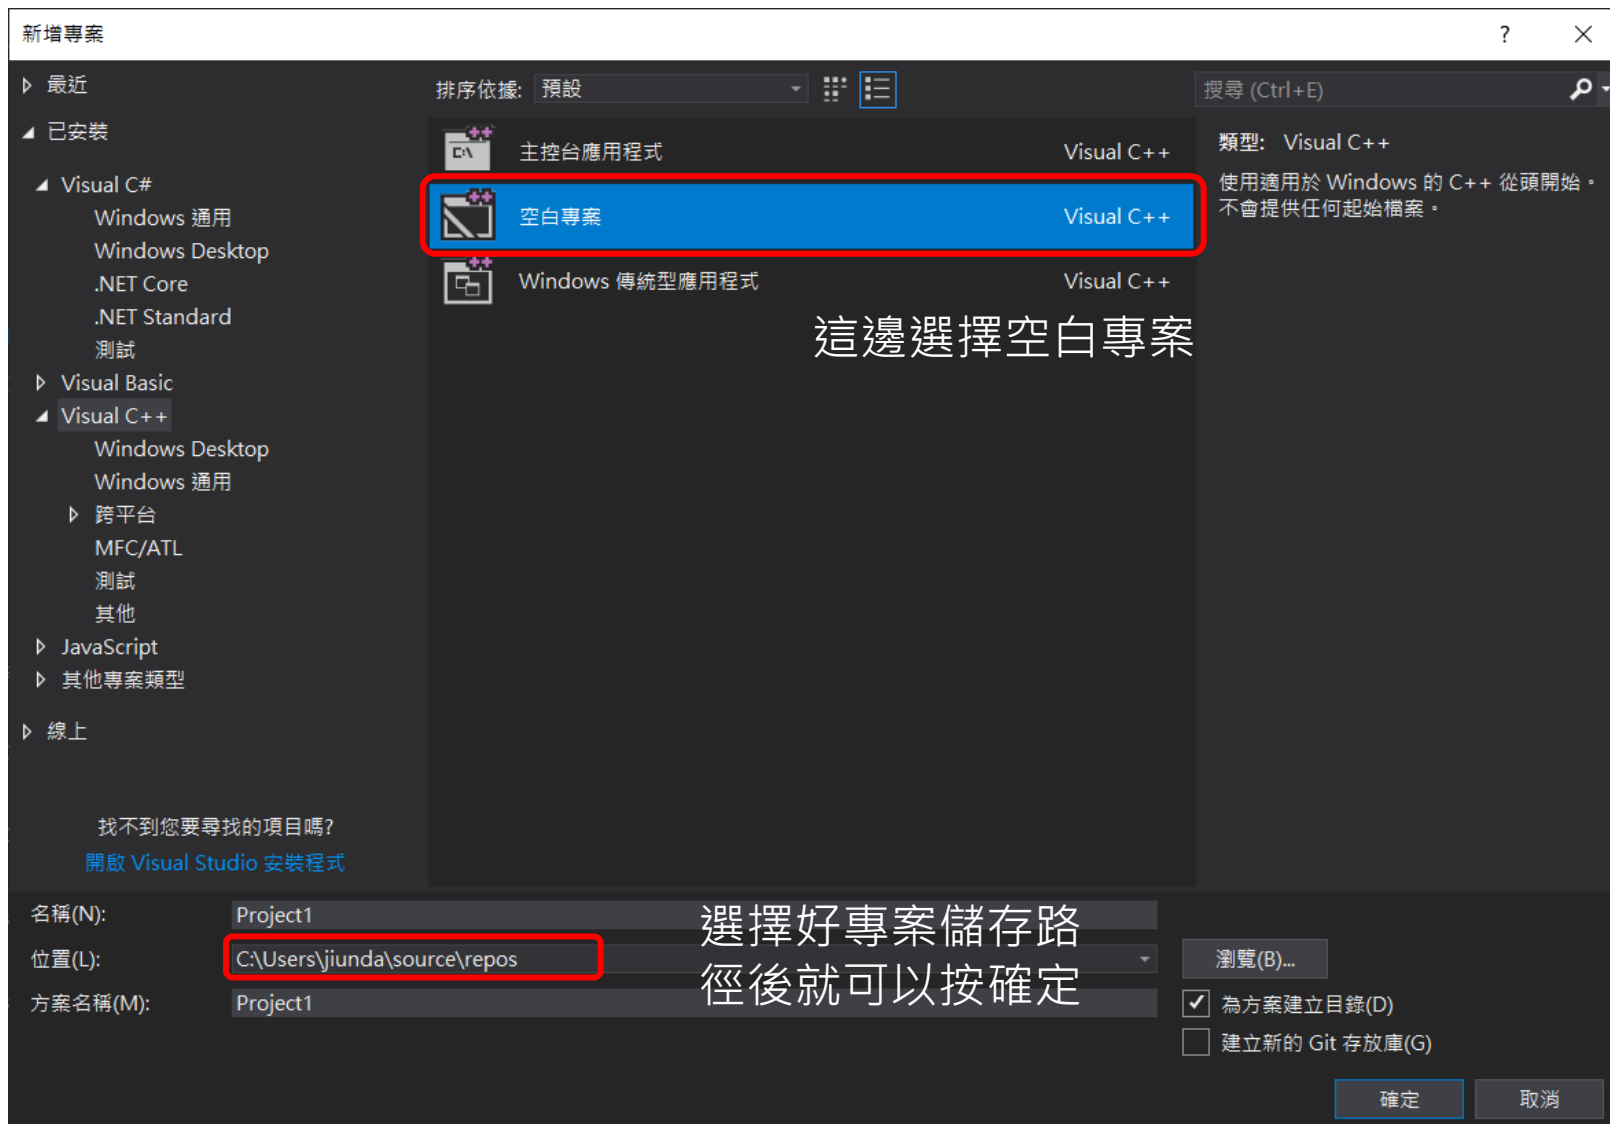 新增專案
?
最近
已安裝
Visual C#
Windows 通用
Windows Desktop
.NET Core
.NET Standard
測試
Visual Basic
Visual C++
Windows Desktop
Windows 通用
跨平台
MFC/ATL
測試
其他
JavaScript
其他專案類型
線上
找不到您要尋找的項目嗎?
開啟 Visual Studio 安裝程式
排序依據: 預設
主控台應用程式 Visual C++
空白專案 Visual C++
Windows 傳統型應用程式 Visual C++
這邊選擇空白專案
搜尋 (Ctrl+E)
類型: Visual C++
使用適用於 Windows 的 C++ 從頭開始。
不會提供任何起始檔案。
名稱(N): Project1
位置(L): C:\Users\jiunda\source\repos
方案名稱(M): Project1
選擇好專案儲存路
徑後就可以按確定
瀏覽(B)...
為方案建立目錄(D)
建立新的 Git 存放庫(G)
確定 取消